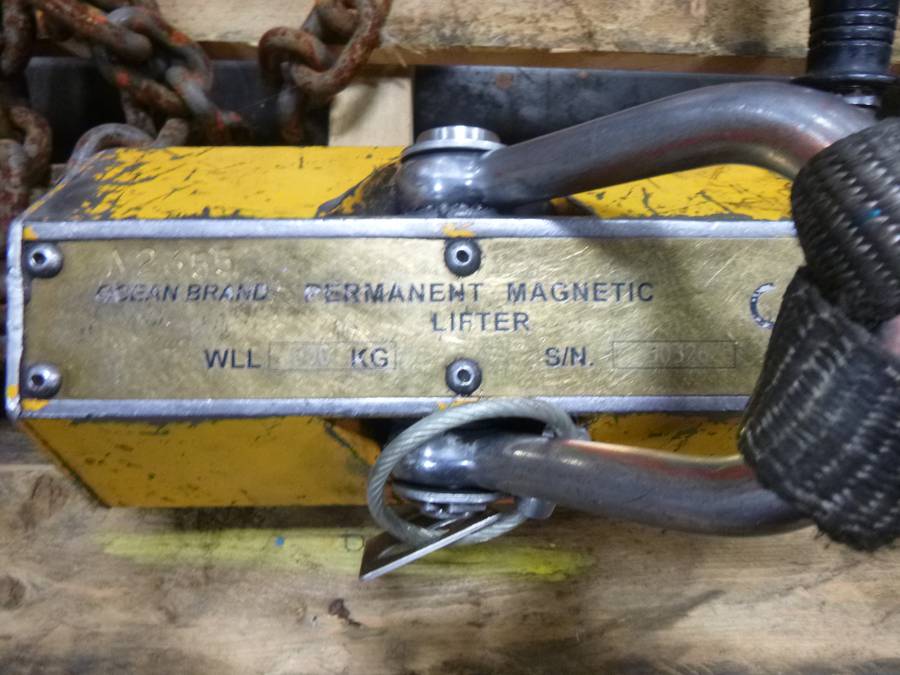 OCEAN BRAND PERMANENT MAGNETIC
LIFTER
WLL KG S/N.